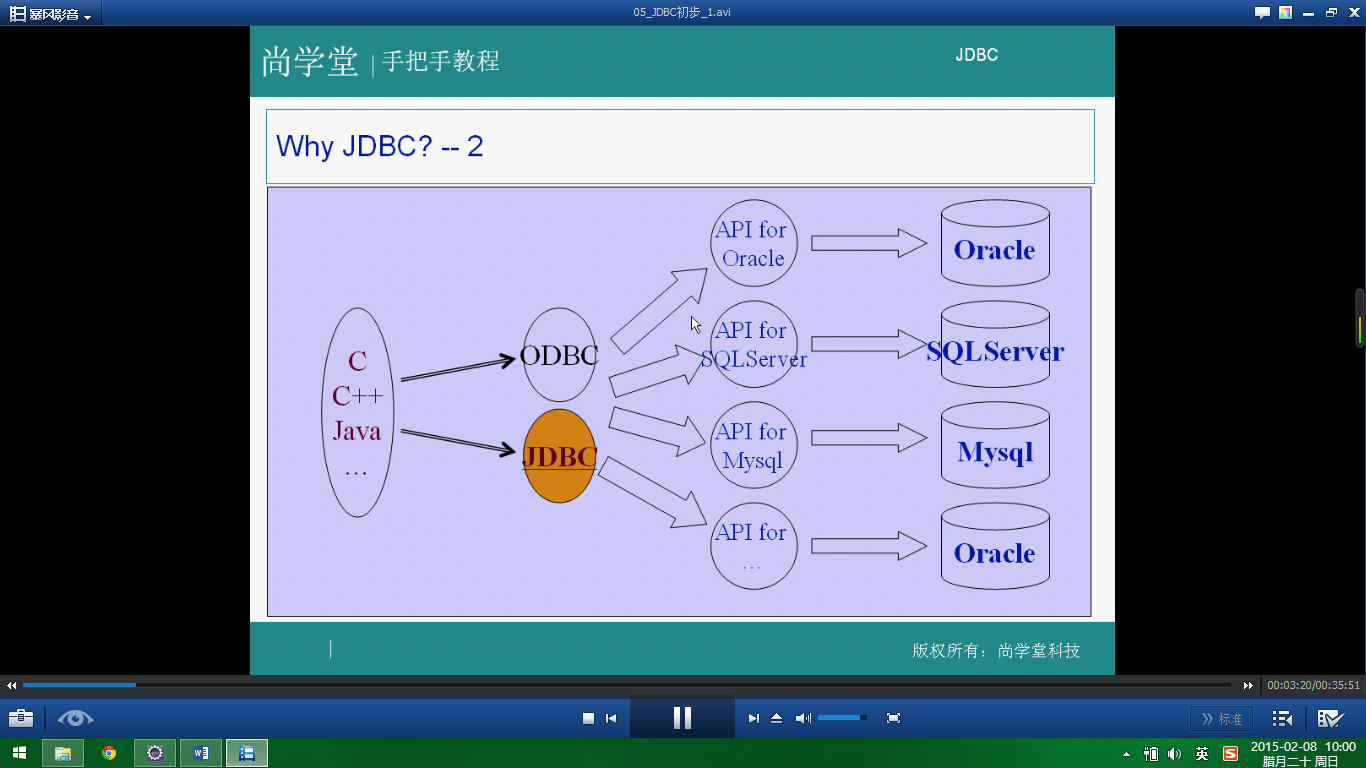 暴风影音
05_JDBC初步_1.avi
尚学堂 | 手把手教程
JDBC
Why JDBC? -- 2
C
C++
Java
…
ODBC
JDBC
API for
Oracle
API for
SQLServer
API for
Mysql
API for
…
Oracle
SQLServer
Mysql
Oracle
版权所有：尚学堂科技
00:03:20/00:35:51
标准
英
2015-02-08 10:00
腊月二十 周日